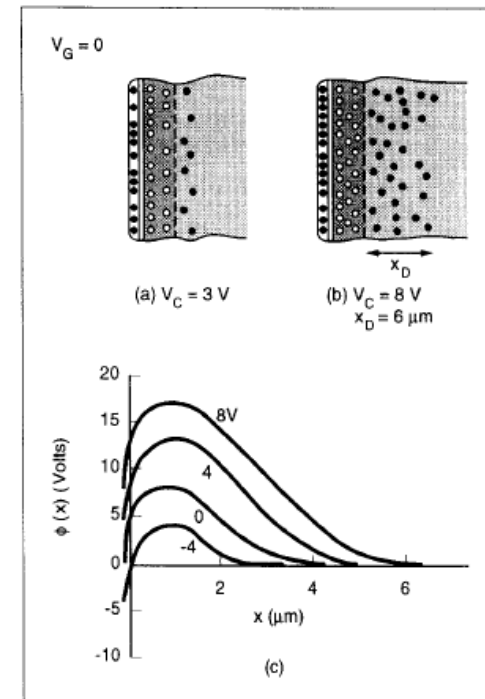 V_G = 0
x_D
(a) V_C = 3 V
(b) V_C = 8 V
x_D = 6 μm
20
15
10
5
0
-5
-10
ϕ (x) (Volts)
8V
4
0
-4
2
4
6
x (μm)
(c)